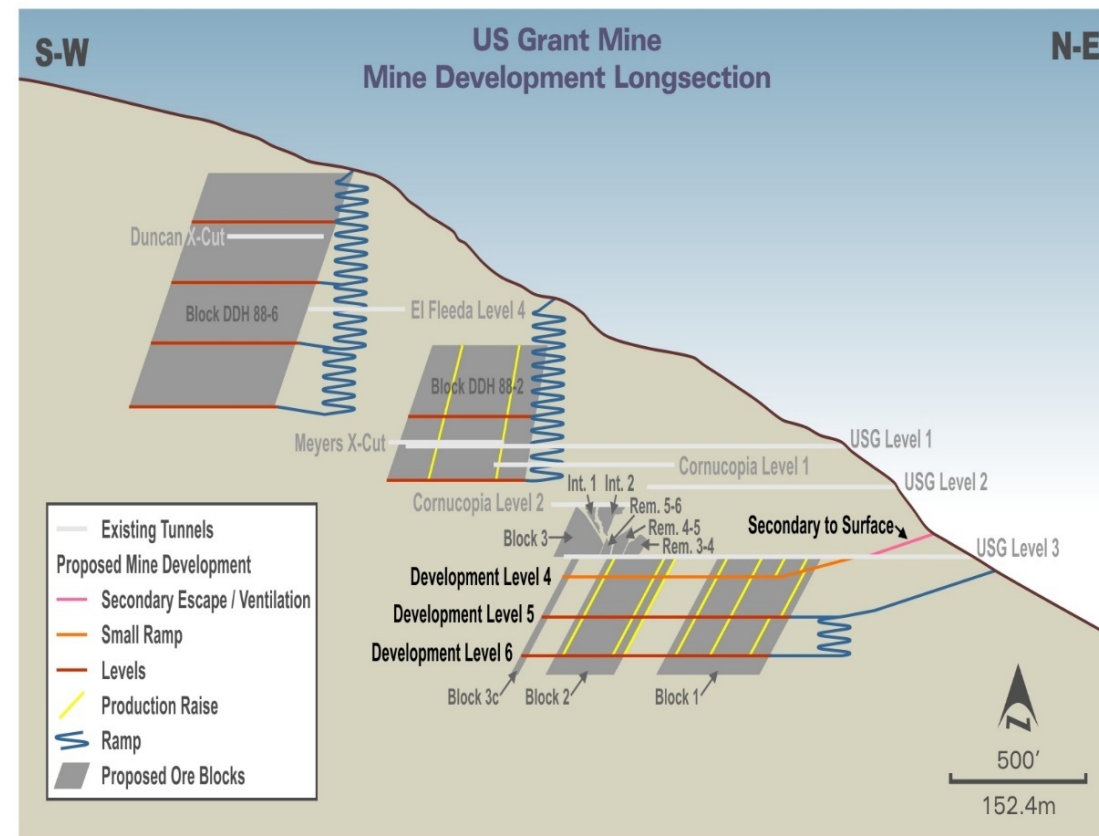 US Grant Mine
Mine Development Longsection
S-W
N-E
Duncan X-Cut
Block DDH 88-6
El Fleeda Level 4
Block DDH 88-2
Meyers X-Cut
USG Level 1
Cornucopia Level 1
USG Level 2
Int. 1
Int. 2
Cornucopia Level 2
Rem. 5-6
Rem. 4-5
Rem. 3-4
Block 3
Secondary to Surface
USG Level 3
Development Level 4
Development Level 5
Development Level 6
Block 3c
Block 2
Block 1
Existing Tunnels
Proposed Mine Development
Secondary Escape / Ventilation
Small Ramp
Levels
Production Raise
Ramp
Proposed Ore Blocks
Z
500'
152.4m